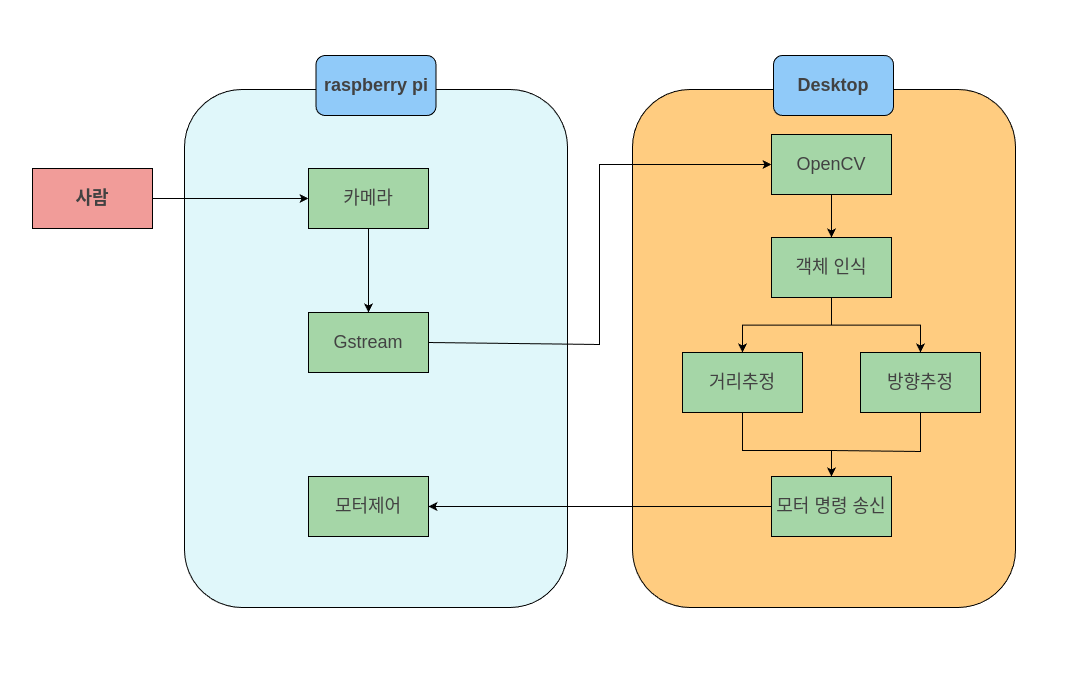 raspberry pi
Desktop
사람
카메라
Gstream
모터제어
OpenCV
객체 인식
거리추정
방향추정
모터 명령 송신